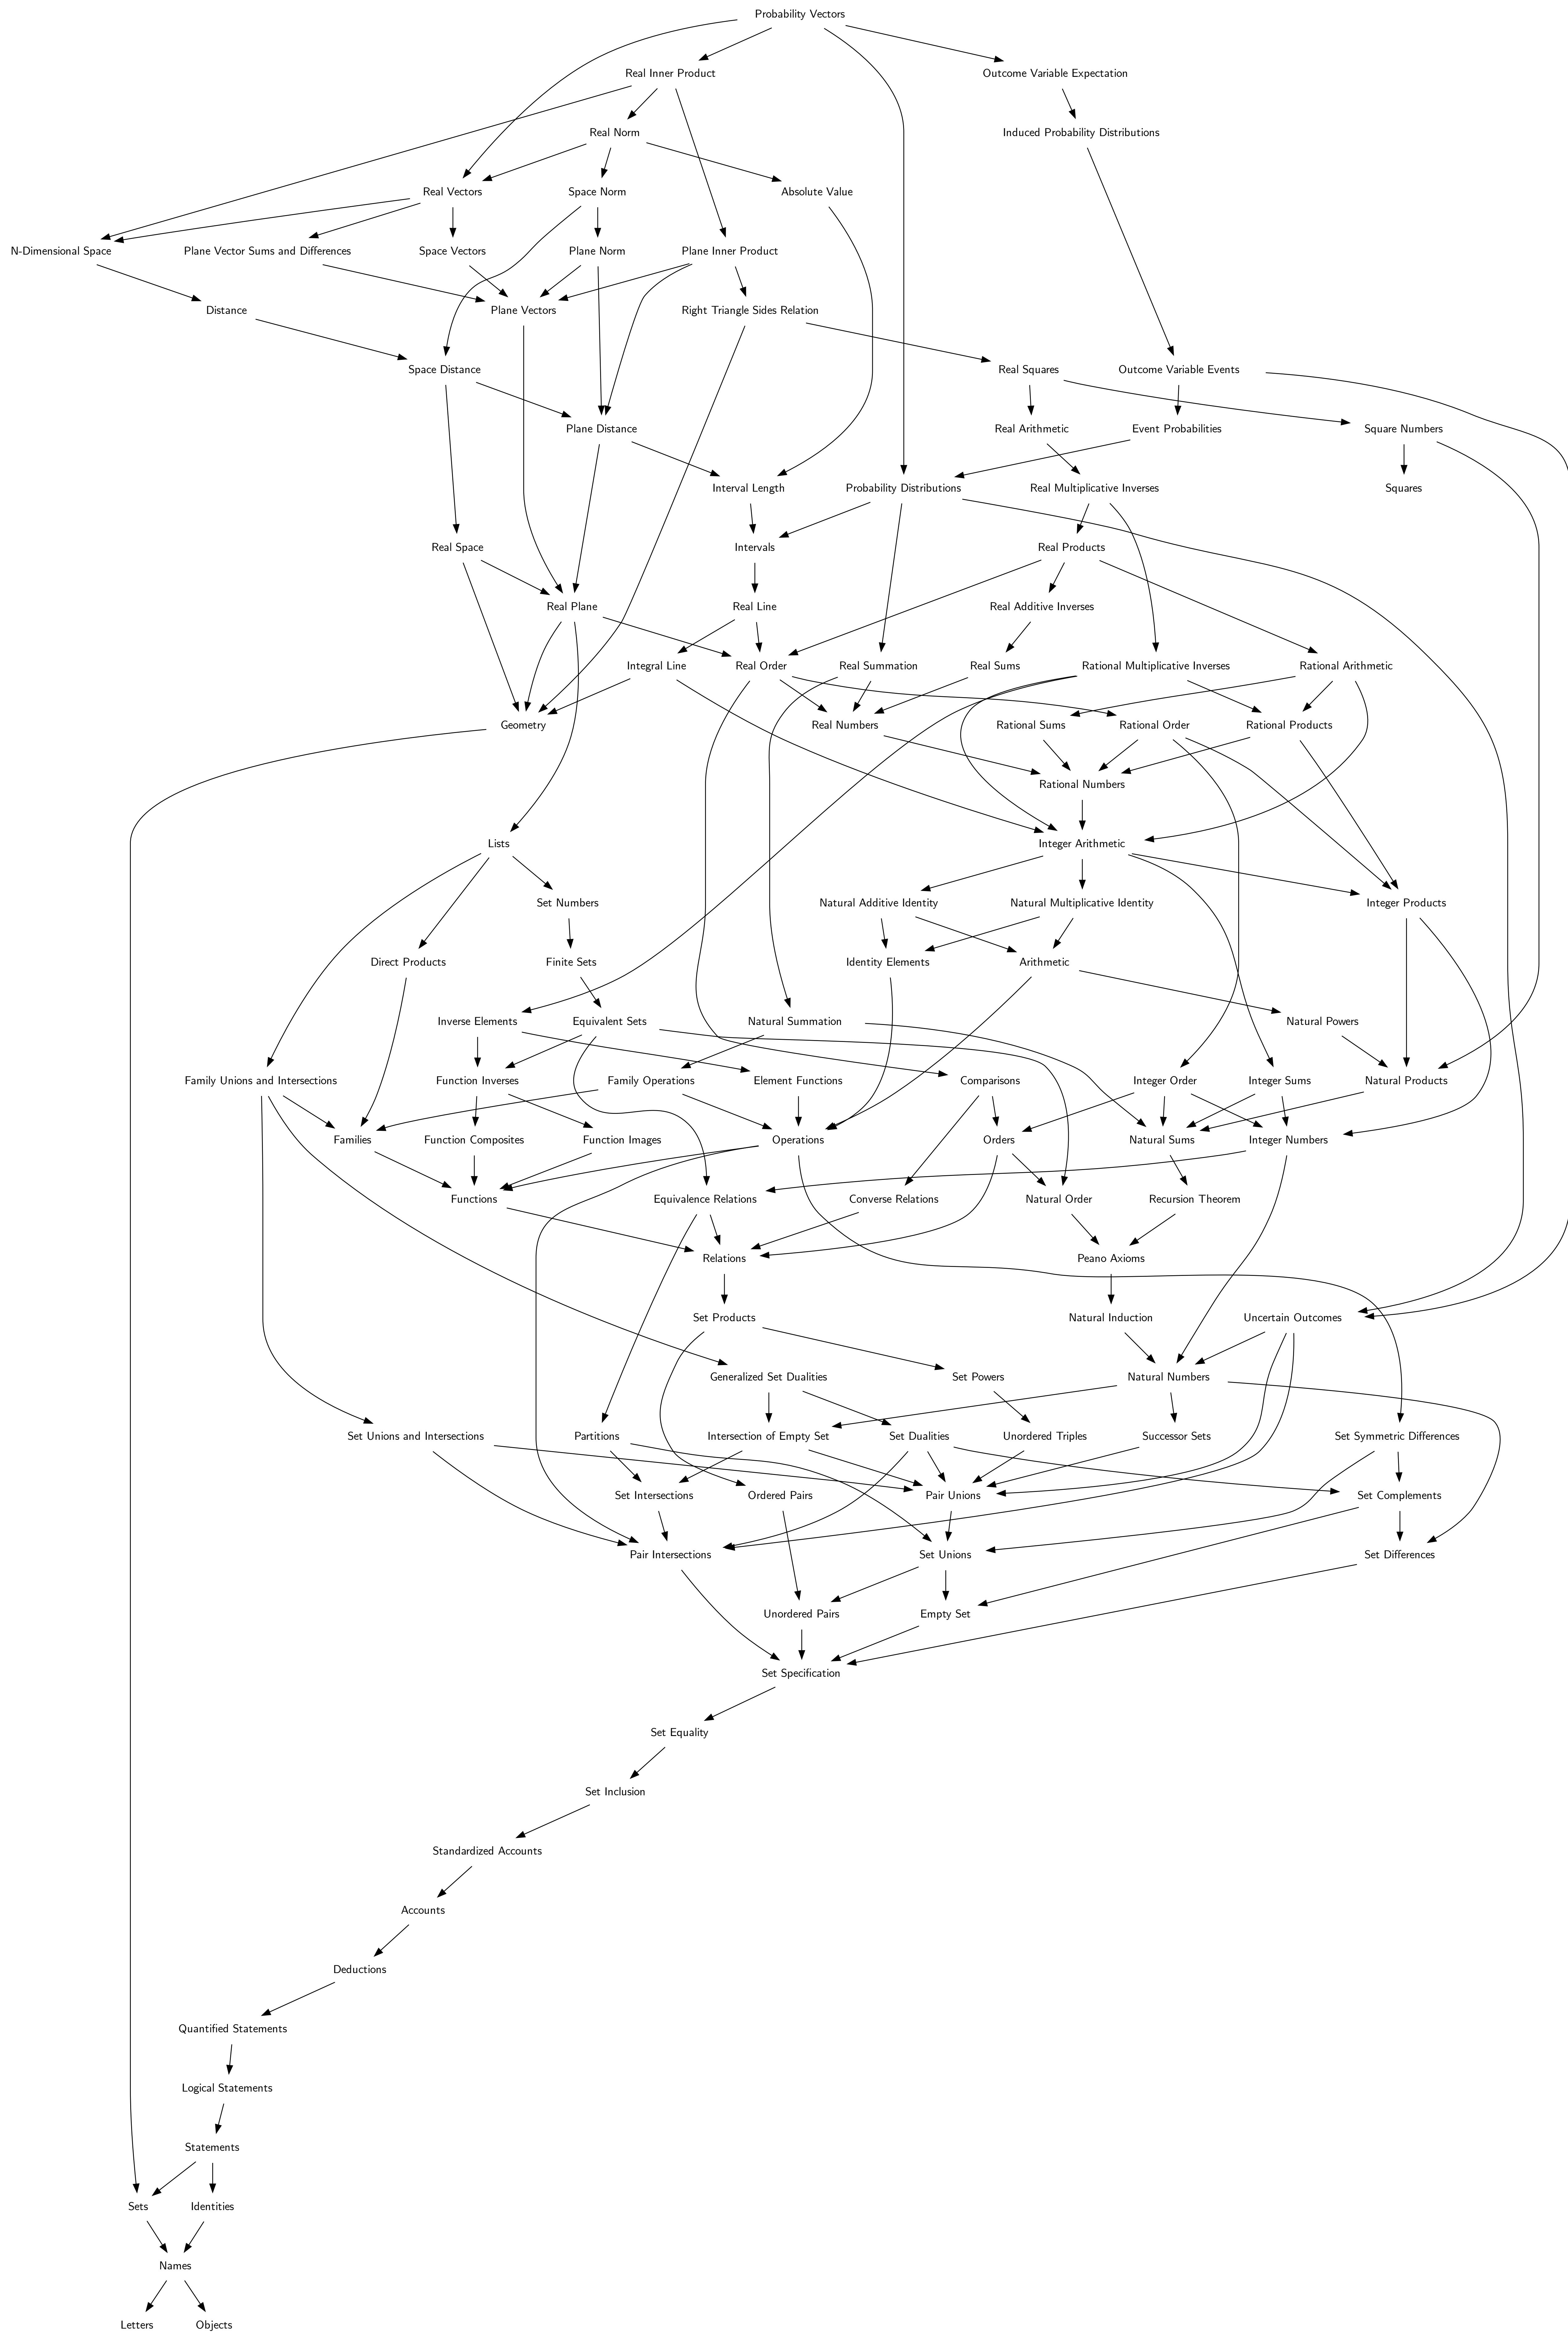 Probability Vectors
Real Inner Product
Outcome Variable Expectation
Real Norm
Induced Probability Distributions
Real Vectors
Space Norm
Absolute Value
N-Dimensional Space
Plane Vector Sums and Differences
Space Vectors
Plane Norm
Plane Inner Product
Distance
Plane Vectors
Right Triangle Sides Relation
Space Distance
Real Squares
Outcome Variable Events
Plane Distance
Real Arithmetic
Event Probabilities
Square Numbers
Interval Length
Probability Distributions
Real Multiplicative Inverses
Squares
Real Space
Intervals
Real Products
Real Plane
Real Line
Real Additive Inverses
Integral Line
Real Order
Real Summation
Real Sums
Rational Multiplicative Inverses
Rational Arithmetic
Geometry
Real Numbers
Rational Sums
Rational Order
Rational Products
Rational Numbers
Lists
Integer Arithmetic
Set Numbers
Natural Additive Identity
Natural Multiplicative Identity
Integer Products
Direct Products
Finite Sets
Identity Elements
Arithmetic
Inverse Elements
Equivalent Sets
Natural Summation
Natural Powers
Family Unions and Intersections
Function Inverses
Family Operations
Element Functions
Comparisons
Integer Order
Integer Sums
Natural Products
Families
Function Composites
Function Images
Operations
Orders
Natural Sums
Integer Numbers
Functions
Equivalence Relations
Converse Relations
Natural Order
Recursion Theorem
Relations
Peano Axioms
Set Products
Natural Induction
Uncertain Outcomes
Generalized Set Dualities
Set Powers
Natural Numbers
Set Unions and Intersections
Partitions
Intersection of Empty Set
Set Dualities
Unordered Triples
Successor Sets
Set Symmetric Differences
Set Intersections
Ordered Pairs
Pair Unions
Set Complements
Pair Intersections
Set Unions
Set Differences
Unordered Pairs
Empty Set
Set Specification
Set Equality
Set Inclusion
Standardized Accounts
Accounts
Deductions
Quantified Statements
Logical Statements
Statements
Sets
Identities
Names
Letters
Objects